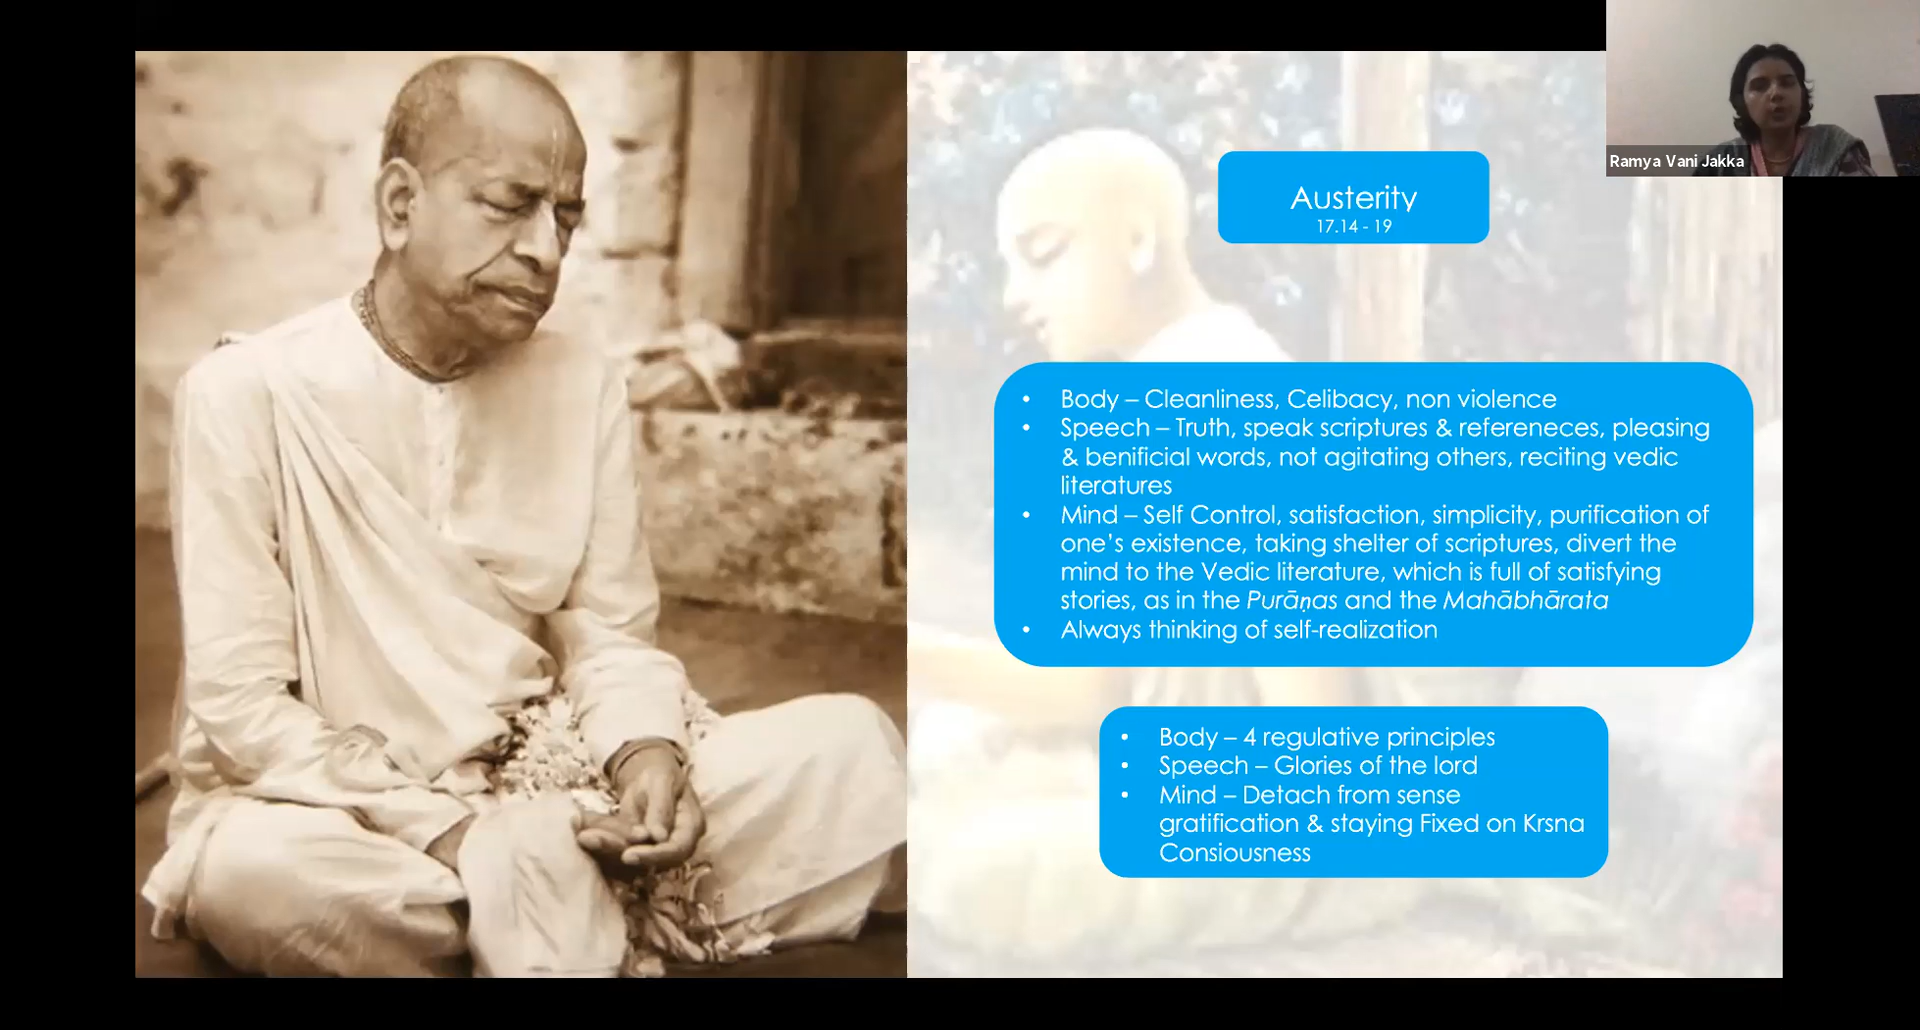 Ramya Vani Jakka
Austerity
17.14 - 19
• Body – Cleanliness, Celibacy, non violence
• Speech – Truth, speak scriptures & refereneces, pleasing
& benificial words, not agitating others, reciting vedic
literatures
• Mind – Self Control, satisfaction, simplicity, purification of
one’s existence, taking shelter of scriptures, divert the
mind to the Vedic literature, which is full of satisfying
stories, as in the Purāṇas and the Mahābhārata
• Always thinking of self-realization
• Body – 4 regulative principles
• Speech – Glories of the lord
• Mind – Detach from sense
gratification & staying Fixed on Krsna
Consiousness